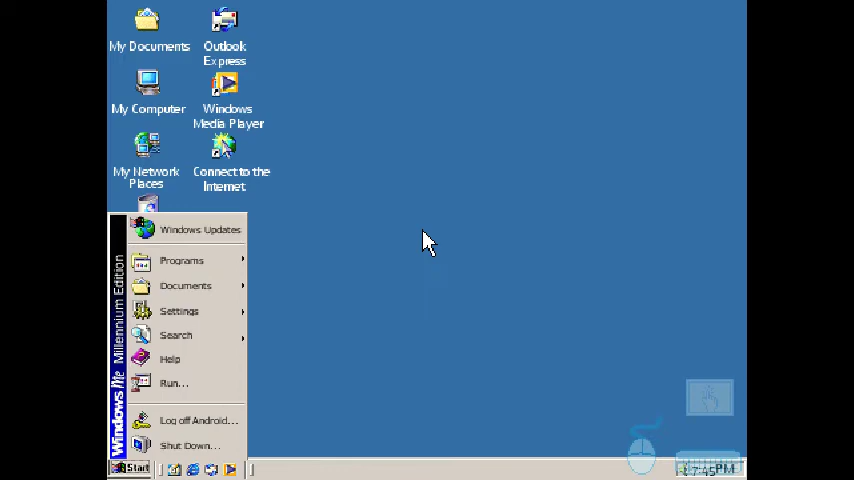 My Documents
Outlook
Express
My Computer
Windows
Media Player
My Network
Places
Connect to the
Internet
Windows Updates
Programs
Documents
Settings
Search
Help
Run...
Log off Android...
Shut Down...
Windows Me Millennium Edition
Start
7:45 PM